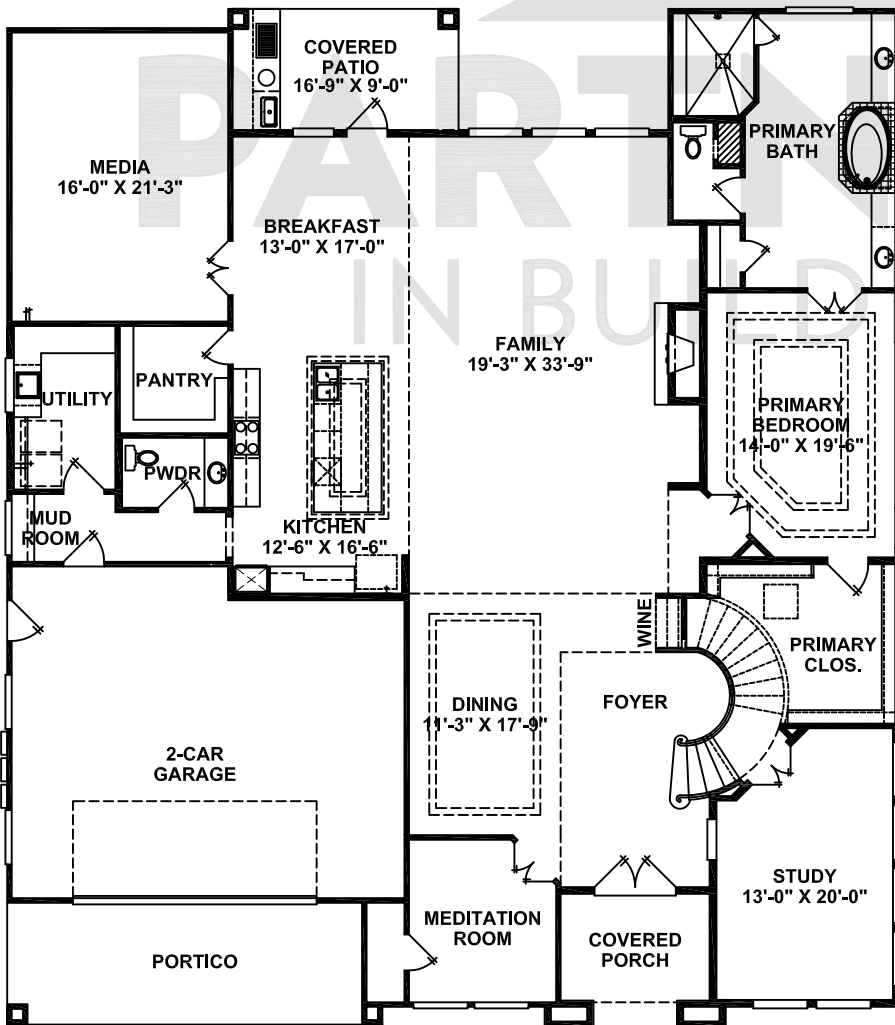 PARTN
IN BUILD
COVERED
PATIO
16'-9" X 9'-0"
MEDIA
16'-0" X 21'-3"
PRIMARY
BATH
BREAKFAST
13'-0" X 17'-0"
FAMILY
19'-3" X 33'-9"
PANTRY
UTILITY
PRIMARY
BEDROOM
14'-0" X 19'-6"
PWDR
MUD
ROOM
KITCHEN
12'-6" X 16'-6"
WINE
PRIMARY
CLOS.
DINING
11'-3" X 17'-9"
FOYER
2-CAR
GARAGE
STUDY
13'-0" X 20'-0"
MEDITATION
ROOM
COVERED
PORCH
PORTICO